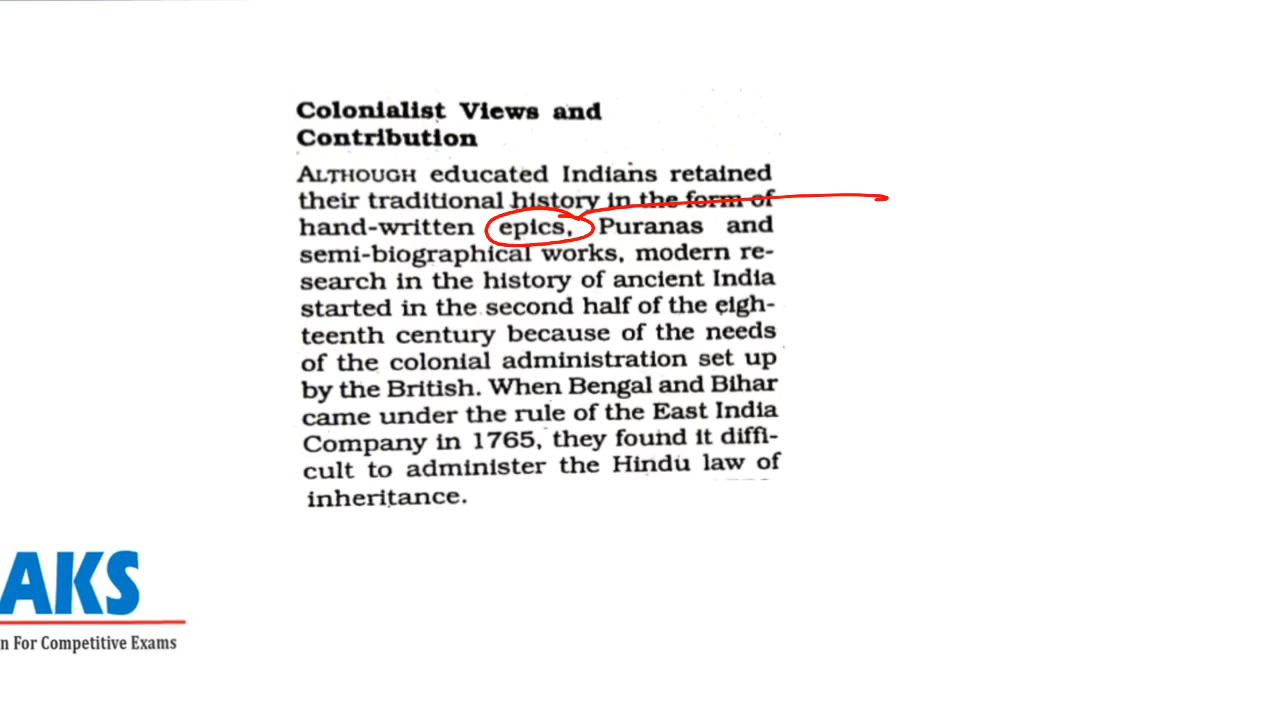 Colonialist Views and
Contribution
ALTHOUGH educated Indians retained
their traditional history in the form of
hand-written epics, Puranas and
semi-biographical works, modern re-
search in the history of ancient India
started in the second half of the eigh-
teenth century because of the needs
of the colonial administration set up
by the British. When Bengal and Bihar
came under the rule of the East India
Company in 1765, they found it diffi-
cult to administer the Hindu law of
inheritance.
AKS
n For Competitive Exams